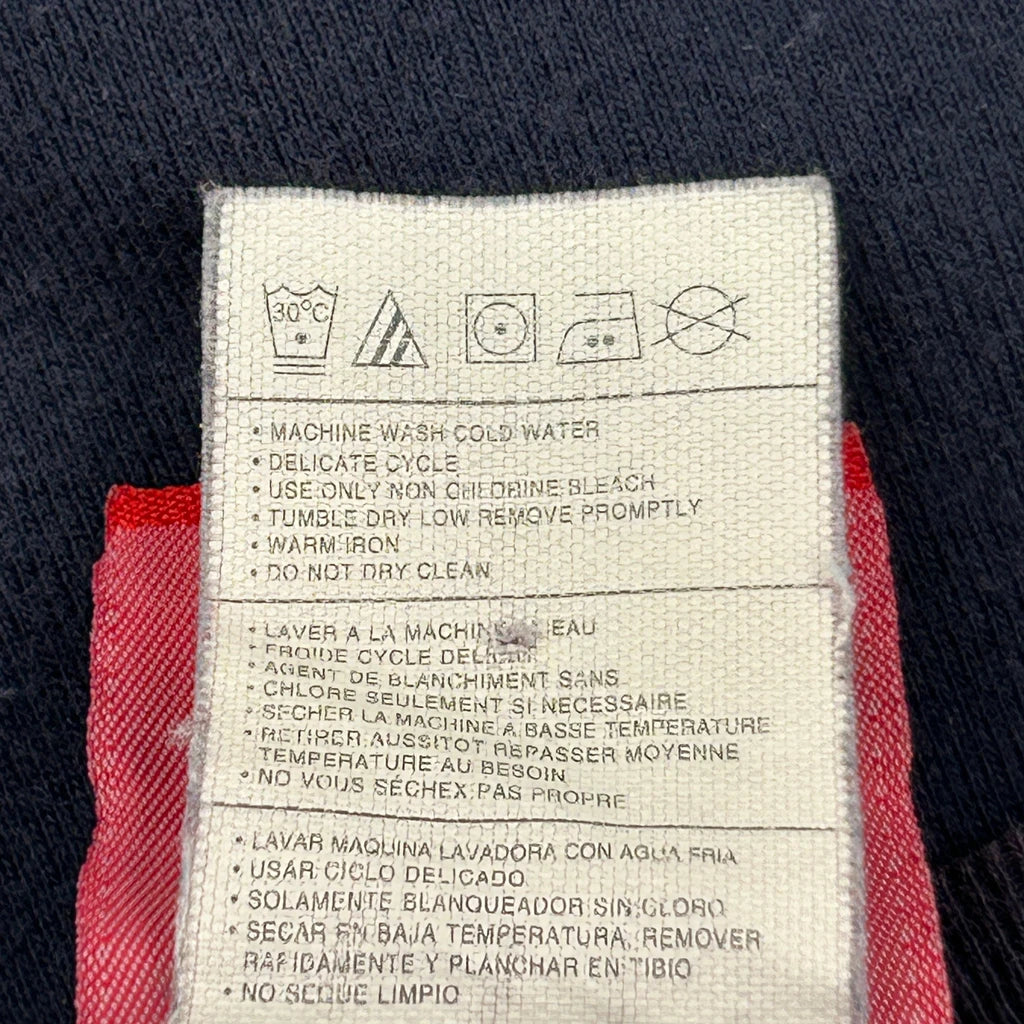 30°C
• MACHINE WASH COLD WATER
• DELICATE CYCLE
• USE ONLY NON CHLORINE BLEACH
• TUMBLE DRY LOW REMOVE PROMPTLY
• WARM IRON
• DO NOT DRY CLEAN
• LAVER A LA MACHINE EAU
• FROIDE CYCLE
• AGENT DE BLANCHIMENT SANS
• CHLORE SEULEMENT SI NECESSAIRE
• SECHER LA MACHINE A BASSE TEMPERATURE
• RETIRER AUSSITOT REPASSER MOYENNE
TEMPERATURE AU BESOIN
• NO VOUS SÉCHEX PAS PROPRE
• LAVAR MAQUINA LAVADORA CON AGUA FRIA
• USAR CICLO DELICADO
• SOLAMENTE BLANQUEADOR SIN CLORO
• SECAR EN BAJA TEMPERATURA, REMOVER
RAPIDAMENTE Y PLANCHAR EN TIBIO
• NO SEQUE LIMPIO